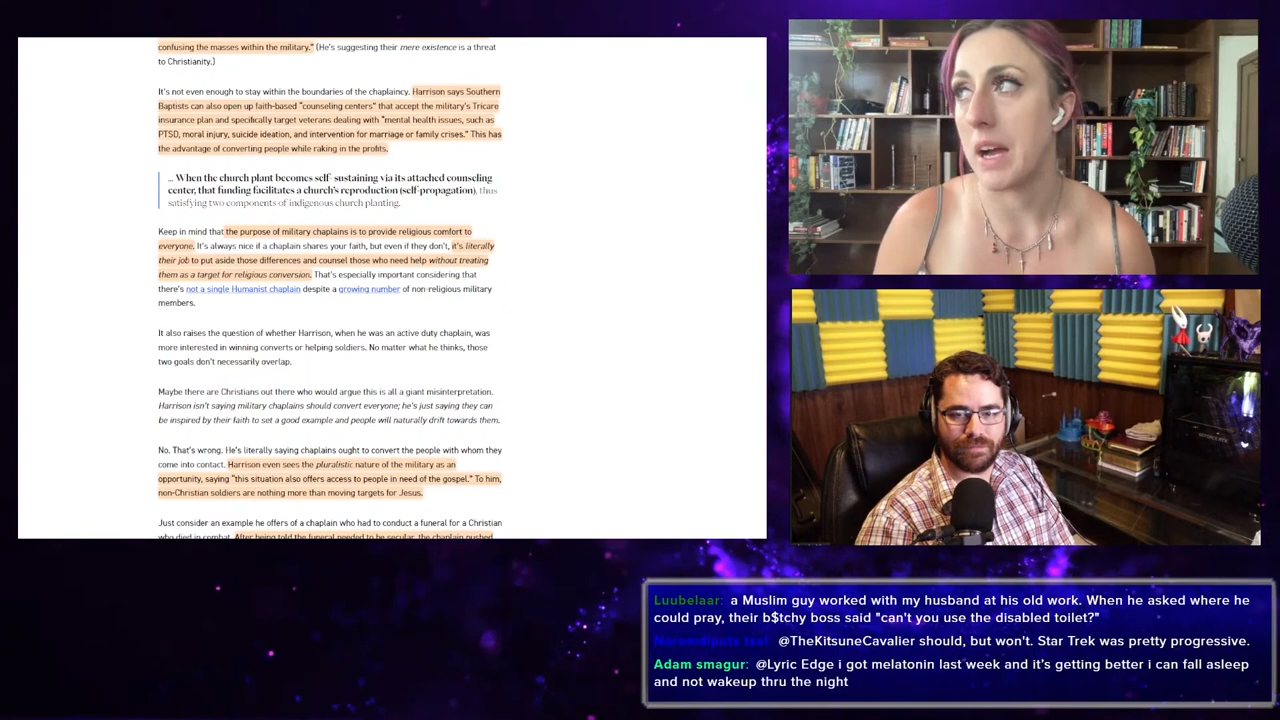 confusing the masses within the military." (He's suggesting their mere existence is a threat
to Christianity.)
It's not even enough to stay within the boundaries of the chaplaincy. Harrison says Southern
Baptists can also open up faith-based "counseling centers" that accept the military's Tricare
insurance plan and specifically target veterans dealing with "mental health issues, such as
PTSD, moral injury, suicide ideation, and intervention for marriage or family crises." This has
the advantage of converting people while raking in the profits.
... When the church plant becomes self- sustaining via its attached counseling
center, that funding facilitates a church's reproduction (self-propagation), thus
satisfying two components of indigenous church planting.
Keep in mind that the purpose of military chaplains is to provide religious comfort to
everyone. It's always nice if a chaplain shares your faith, but even if they don't, it's literally
their job to put aside those differences and counsel those who need help without treating
them as a target for religious conversion. That's especially important considering that
there's not a single Humanist chaplain despite a growing number of non-religious military
members.
It also raises the question of whether Harrison, when he was an active duty chaplain, was
more interested in winning converts or helping soldiers. No matter what he thinks, those
two goals don't necessarily overlap.
Maybe there are Christians out there who would argue this is all a giant misinterpretation.
Harrison isn't saying military chaplains should convert everyone; he's just saying they can
be inspired by their faith to set a good example and people will naturally drift towards them.
No. That's wrong. He's literally saying chaplains ought to convert the people with whom they
come into contact. Harrison even sees the pluralistic nature of the military as an
opportunity, saying "this situation also offers access to people in need of the gospel." To him,
non-Christian soldiers are nothing more than moving targets for Jesus.
Just consider an example he offers of a chaplain who had to conduct a funeral for a Christian
who died in combat. After being told the funeral needed to be secular, the chaplain pushed
Luubelaar: a Muslim guy worked with my husband at his old work. When he asked where he
could pray, their b$tchy boss said "can't you use the disabled toilet?"
@TheKitsuneCavalier should, but won't. Star Trek was pretty progressive.
Adam smagur: @Lyric Edge i got melatonin last week and it's getting better i can fall asleep
and not wakeup thru the night